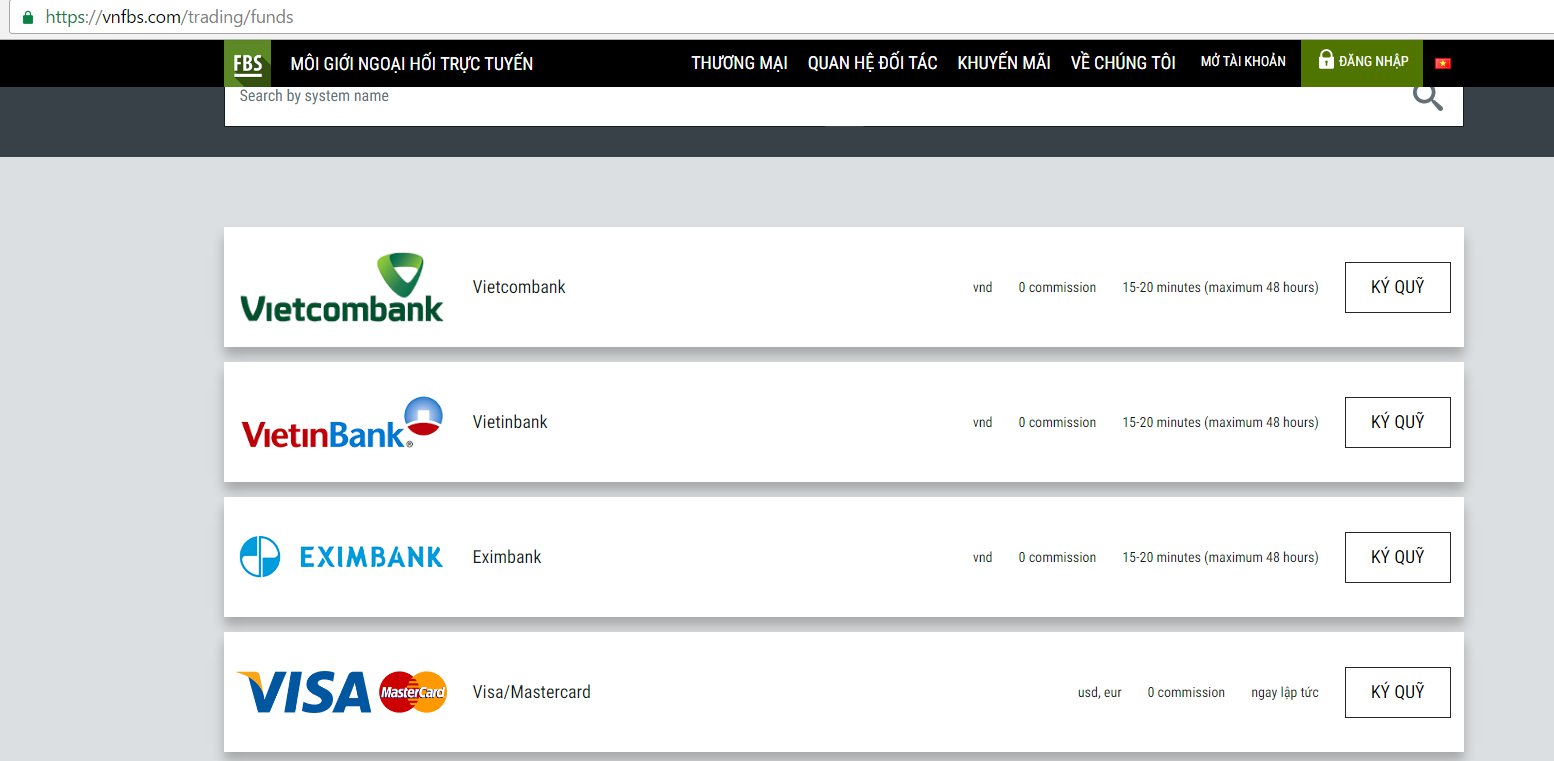 https://vnfbs.com/trading/funds
FBS MÔI GIỚI NGOẠI HỐI TRỰC TUYẾN THƯƠNG MẠI QUAN HỆ ĐỐI TÁC KHUYẾN MÃI VỀ CHÚNG TÔI MỞ TÀI KHOẢN ĐĂNG NHẬP
Search by system name
Vietcombank Vietcombank vnd 0 commission 15-20 minutes (maximum 48 hours) KÝ QUỸ
VietinBank® Vietinbank vnd 0 commission 15-20 minutes (maximum 48 hours) KÝ QUỸ
EXIMBANK Eximbank vnd 0 commission 15-20 minutes (maximum 48 hours) KÝ QUỸ
VISA MasterCard Visa/Mastercard usd, eur 0 commission ngay lập tức KÝ QUỸ